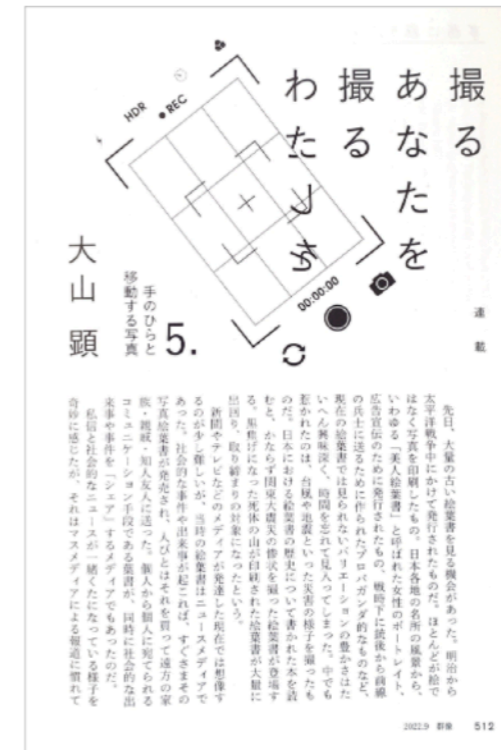 撮る
あなたを
撮る
わたしを
HDR
REC
00:00:00
連載
5.
手のひらと
移動する写真
大山 顕
先日、大量の古い絵葉書を見る機会があった。明治から
太平洋戦争中にかけて発行されたものだ。ほとんどが絵で
はなく写真を印刷したもの。日本各地の名所の風景から、
いわゆる「美人絵葉書」と呼ばれた女性のポートレイト、
広告宣伝のために発行されたもの、戦時下に銃後から前線
の兵士に送るために作られたプロパガンダ的なものなど、
現在の絵葉書では見られないバリエーションの豊かさはた
いへん興味深く、時間を忘れて見入ってしまった。中でも
惹かれたのは、台風や地震といった災害の様子を撮ったも
のだ。日本における絵葉書の歴史について書かれた本を読
むと、かならず関東大震災の惨状を撮った絵葉書が登場す
る。黒焦げになった死体の山が印刷された絵葉書が大量に
出回り、取り締まりの対象になったという。
新聞やテレビなどのメディアが発達した現在では想像す
るのが少し難しいが、当時の絵葉書はニュースメディアで
あった。社会的な事件や出来事が起これば、すぐさまその
写真絵葉書が発売され、人びとはそれを買って遠方の家
族・親戚・知人友人に送った。個人から個人に宛てられる
コミュニケーション手段である葉書が、同時に社会的な出
来事や事件を「シェア」するメディアでもあったのだ。
私信と社会的なニュースが一緒くたになっている様子を
奇妙に感じたが、それはマスメディアによる報道に慣れて
2022.9 群像 512